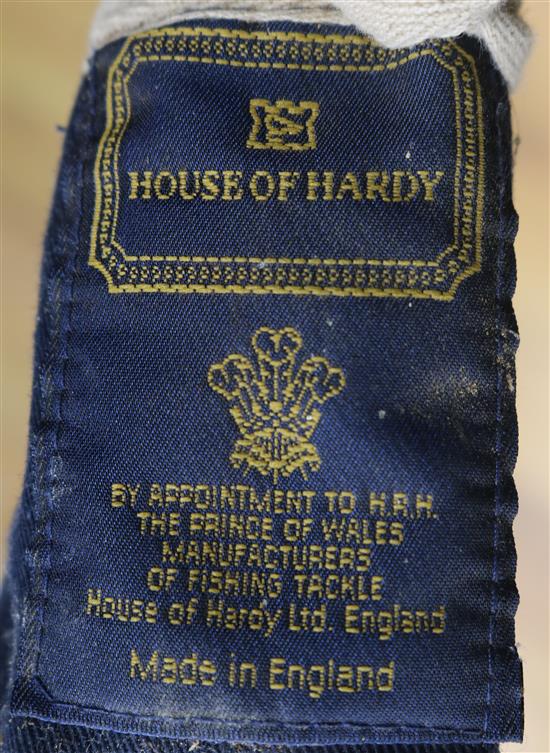 HOUSE OF HARDY
BY APPOINTMENT TO H.R.H.
THE PRINCE OF WALES
MANUFACTURERS
OF FISHING TACKLE
House of Hardy Ltd. England
Made in England